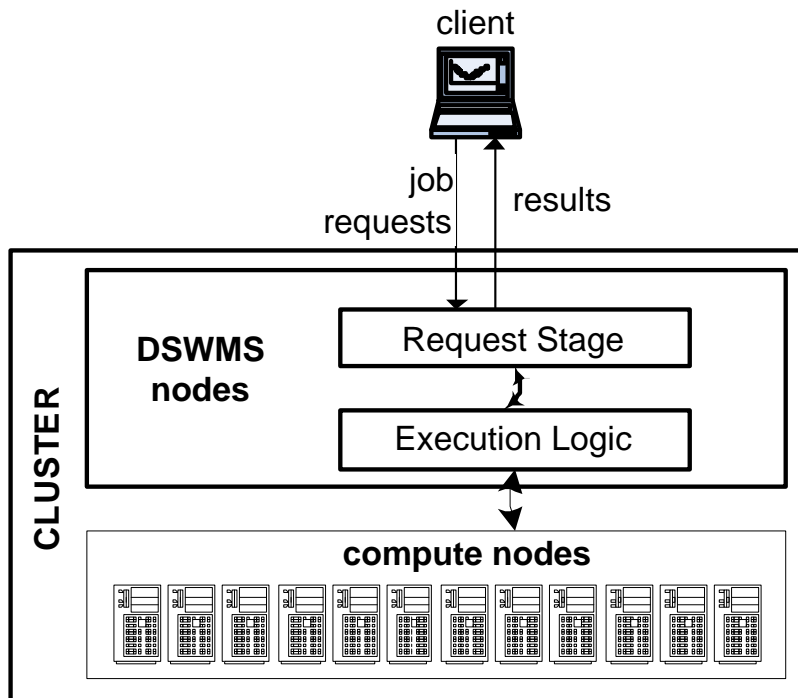 client
job
requests
results
DSWMS
nodes
Request Stage
Execution Logic
CLUSTER
compute nodes